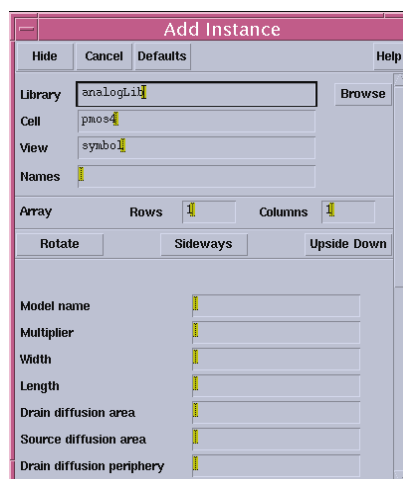 Add Instance
Hide Cancel Defaults Help
Library analogLib Browse
Cell pmos4
View symbol
Names
Array Rows 1 Columns 1
Rotate Sideways Upside Down
Model name
Multiplier
Width
Length
Drain diffusion area
Source diffusion area
Drain diffusion periphery